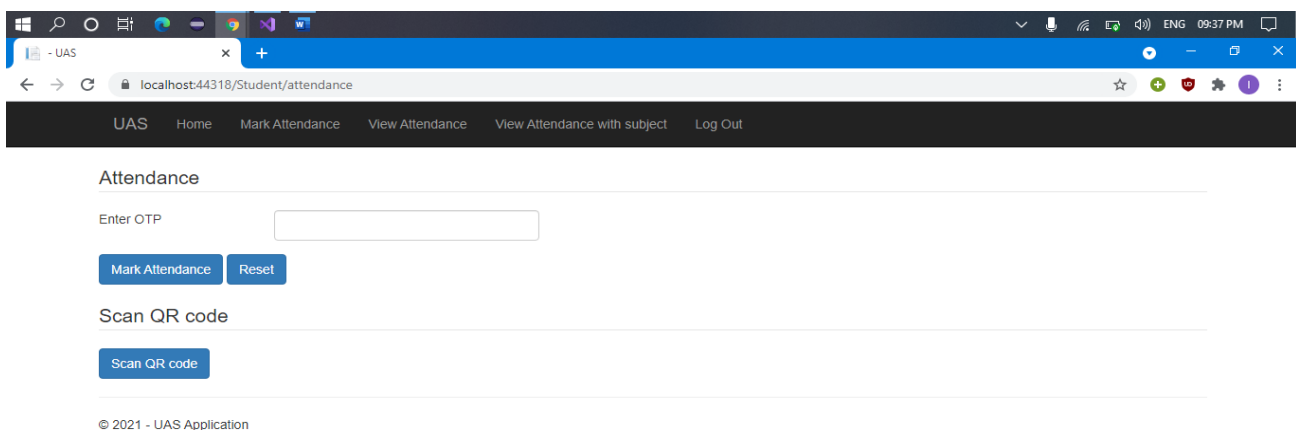 ENG 09:37 PM
- UAS
localhost:44318/Student/attendance
I
UAS Home Mark Attendance View Attendance View Attendance with subject Log Out
Attendance
Enter OTP
Mark Attendance Reset
Scan QR code
Scan QR code
© 2021 - UAS Application